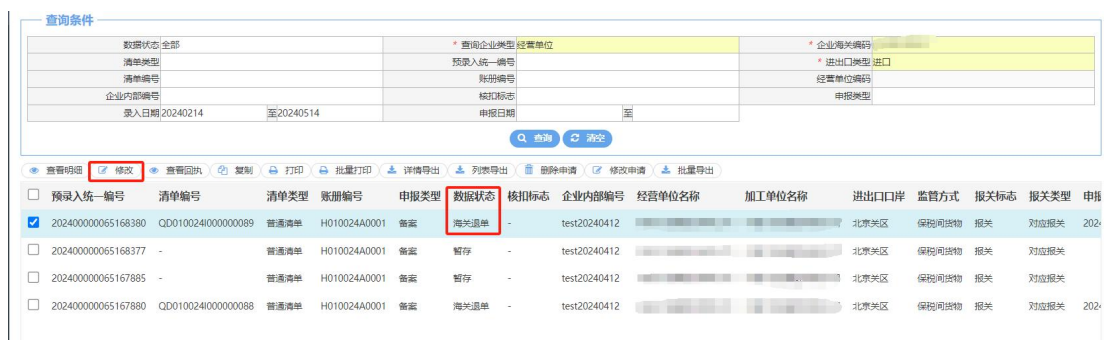 查询条件
数据状态 全部 * 查询企业类型 经营单位 * 企业海关编码
清单类型 预录入统一编号 * 进出口类型 进口
清单编号 账册编号 经营单位编码
企业内部编号 核扣标志 申报类型
录入日期 20240214 至 20240514 申报日期 至
查询 清空
查看明细 修改 查看回执 复制 打印 批量打印 详情导出 列表导出 删除申请 修改申请 批量导出
预录入统一编号 清单编号 清单类型 账册编号 申报类型 数据状态 核扣标志 企业内部编号 经营单位名称 加工单位名称 进出口口岸 监管方式 报关标志 报关类型 申报
202400000065168380 QD010024I000000089 普通清单 H010024A0001 备案 海关退单 - test20240412 北京关区 保税间货物 报关 对应报关 2024
202400000065168377 - 普通清单 H010024A0001 备案 暂存 - test20240412 北京关区 保税间货物 报关 对应报关
202400000065167885 - 普通清单 H010024A0001 备案 暂存 - test20240412 北京关区 保税间货物 报关 对应报关
202400000065167880 QD010024I000000088 普通清单 H010024A0001 备案 海关退单 - test20240412 北京关区 保税间货物 报关 对应报关 2024